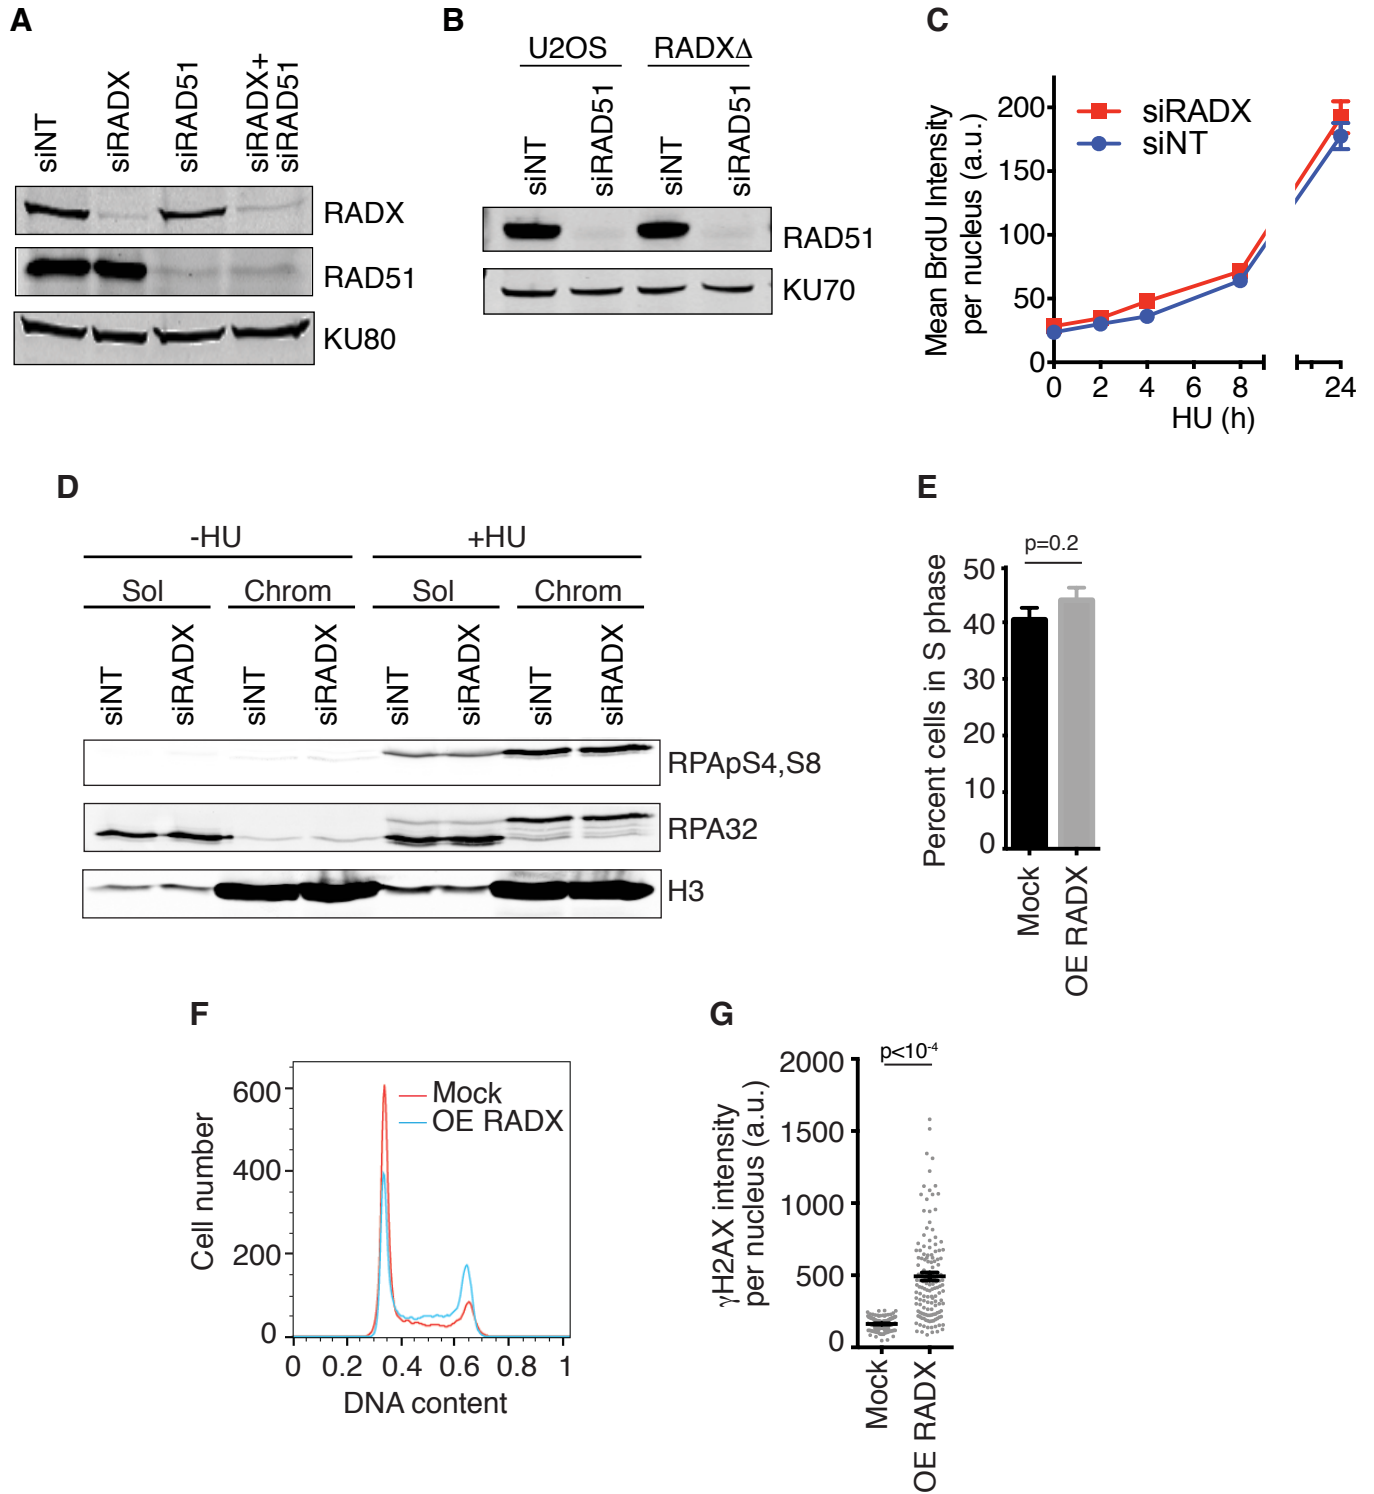 A
siNT
siRADX
siRAD51
siRADX+
siRAD51
RADX
RAD51
KU80
B
U2OS
RADXΔ
siNT
siRAD51
siNT
siRAD51
RAD51
KU70
C
Mean BrdU Intensity
per nucleus (a.u.)
200
150
100
50
0
siRADX
siNT
0 2 4 6 8 24
HU (h)
D
-HU +HU
Sol Chrom Sol Chrom
siNT
siRADX
siNT
siRADX
siNT
siRADX
siNT
siRADX
RPApS4,S8
RPA32
H3
E
p=0.2
Percent cells in S phase
50
40
30
20
10
0
Mock
OE RADX
F
Cell number
600
400
200
0
Mock
OE RADX
0 0.2 0.4 0.6 0.8 1
DNA content
G
p<10-4
γH2AX intensity
per nucleus (a.u.)
2000
1500
1000
500
0
Mock
OE RADX